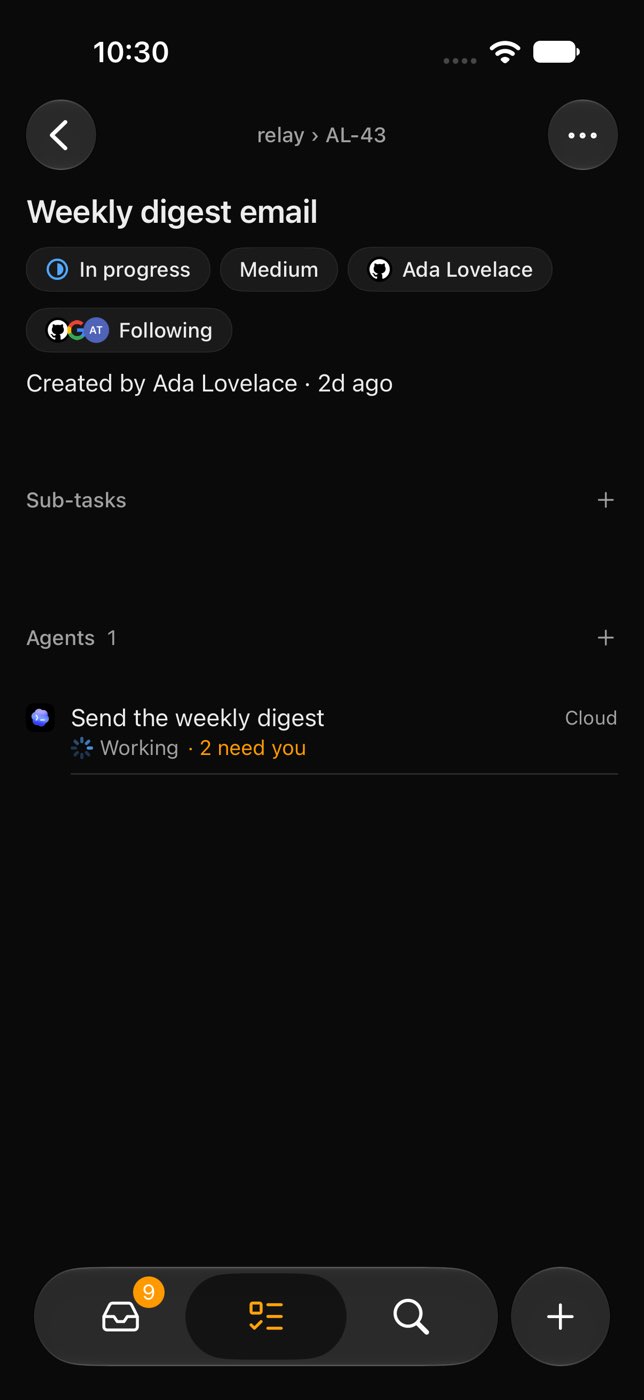 10:30
relay › AL-43
Weekly digest email
In progress
Medium
Ada Lovelace
AT
Following
Created by Ada Lovelace · 2d ago
Sub-tasks
Agents 1
Send the weekly digest
Cloud
Working · 2 need you
9